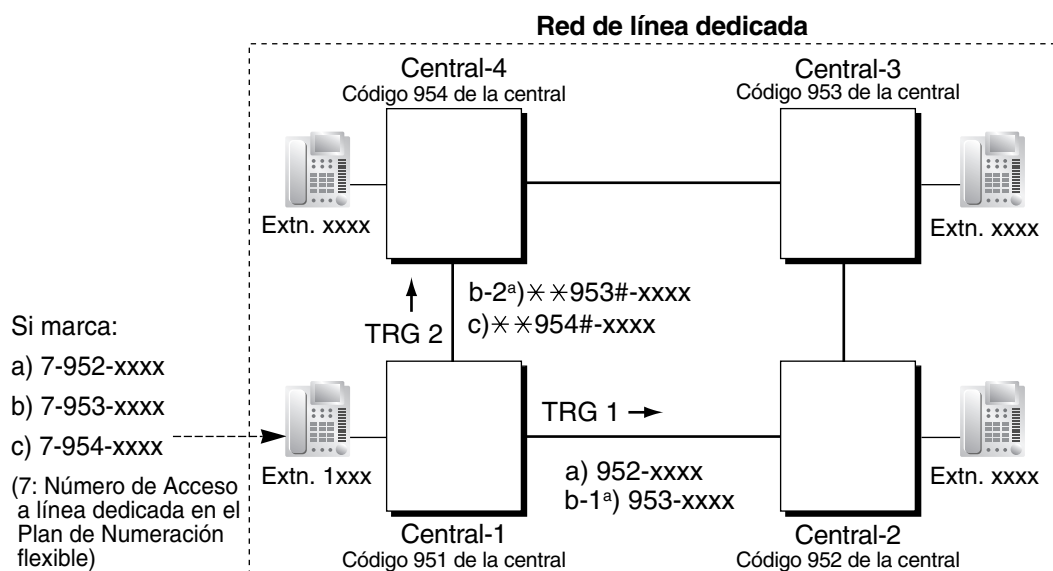 Red de línea dedicada
Central-4
Código 954 de la central
Central-3
Código 953 de la central
Extn. xxxx
Extn. xxxx
b-2ª)✳✳953#-xxxx
c)✳✳954#-xxxx
TRG 2
Si marca:
a) 7-952-xxxx
b) 7-953-xxxx
c) 7-954-xxxx
(7: Número de Acceso
a línea dedicada en el
Plan de Numeración
flexible)
Extn. 1xxx
TRG 1
a) 952-xxxx
b-1ª) 953-xxxx
Extn. xxxx
Central-1
Código 951 de la central
Central-2
Código 952 de la central